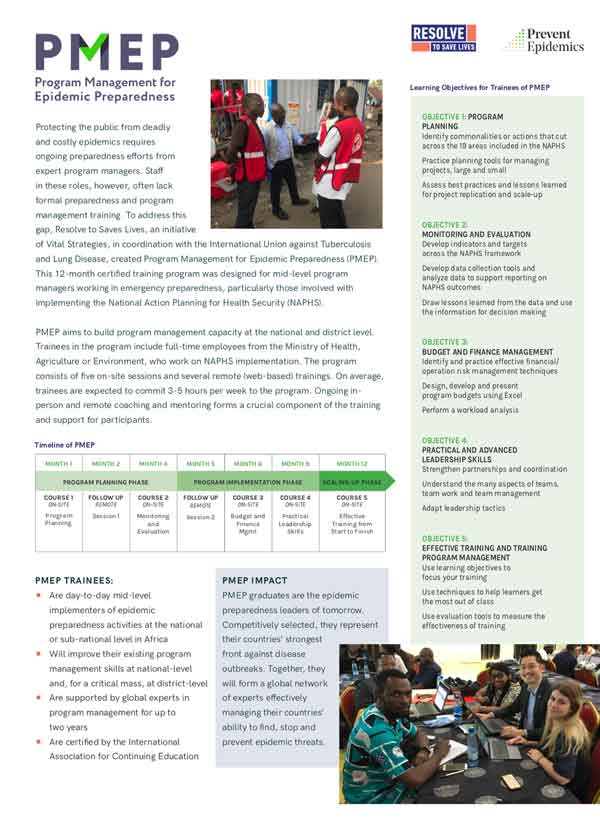 PMEP
Program Management for
Epidemic Preparedness
RESOLVE
TO SAVE LIVES
Prevent
Epidemics
Protecting the public from deadly
and costly epidemics requires
ongoing preparedness efforts from
expert program managers. Staff
in these roles, however, often lack
formal preparedness and program
management training. To address this
gap, Resolve to Saves Lives, an initiative
of Vital Strategies, in coordination with the International Union against Tuberculosis
and Lung Disease, created Program Management for Epidemic Preparedness (PMEP).
This 12-month certified training program was designed for mid-level program
managers working in emergency preparedness, particularly those involved with
implementing the National Action Planning for Health Security (NAPHS).
PMEP aims to build program management capacity at the national and district level.
Trainees in the program include full-time employees from the Ministry of Health,
Agriculture or Environment, who work on NAPHS implementation. The program
consists of five on-site sessions and several remote (web-based) trainings. On average,
trainees are expected to commit 3-5 hours per week to the program. Ongoing in-
person and remote coaching and mentoring forms a crucial component of the training
and support for participants.
Timeline of PMEP
MONTH 1 MONTH 2 MONTH 4 MONTH 5 MONTH 6 MONTH 9 MONTH 12
PROGRAM PLANNING PHASE PROGRAM IMPLEMENTATION PHASE SCALING-UP PHASE
COURSE 1 FOLLOW UP COURSE 2 FOLLOW UP COURSE 3 COURSE 4 COURSE 5
ON-SITE REMOTE ON-SITE REMOTE ON-SITE ON-SITE ON-SITE
Program Session 1 Monitoring Session 2 Budget and Practical Effective
Planning and Finance Leadership Training from
Evaluation Mgmt Skills Start to Finish
PMEP TRAINEES:
Are day-to-day mid-level
implementers of epidemic
preparedness activities at the national
or sub-national level in Africa
Will improve their existing program
management skills at national-level
and, for a critical mass, at district-level
Are supported by global experts in
program management for up to
two years
Are certified by the International
Association for Continuing Education
PMEP IMPACT
PMEP graduates are the epidemic
preparedness leaders of tomorrow.
Competitively selected, they represent
their countries' strongest
front against disease
outbreaks. Together, they
will form a global network
of experts effectively
managing their countries'
ability to find, stop and
prevent epidemic threats.
Learning Objectives for Trainees of PMEP
OBJECTIVE 1: PROGRAM
PLANNING
Identify commonalities or actions that cut
across the 19 areas included in the NAPHS
Practice planning tools for managing
projects, large and small
Assess best practices and lessons learned
for project replication and scale-up
OBJECTIVE 2:
MONITORING AND EVALUATION
Develop indicators and targets
across the NAPHS framework
Develop data collection tools and
analyze data to support reporting on
NAPHS outcomes
Draw lessons learned from the data and use
the information for decision making
OBJECTIVE 3:
BUDGET AND FINANCE MANAGEMENT
Identify and practice effective financial/
operation risk management techniques
Design, develop and present
program budgets using Excel
Perform a workload analysis
OBJECTIVE 4:
PRACTICAL AND ADVANCED
LEADERSHIP SKILLS
Strengthen partnerships and coordination
Understand the many aspects of teams,
team work and team management
Adapt leadership tactics
OBJECTIVE 5:
EFFECTIVE TRAINING AND TRAINING
PROGRAM MANAGEMENT
Use learning objectives to
focus your training
Use techniques to help learners get
the most out of class
Use evaluation tools to measure the
effectiveness of training